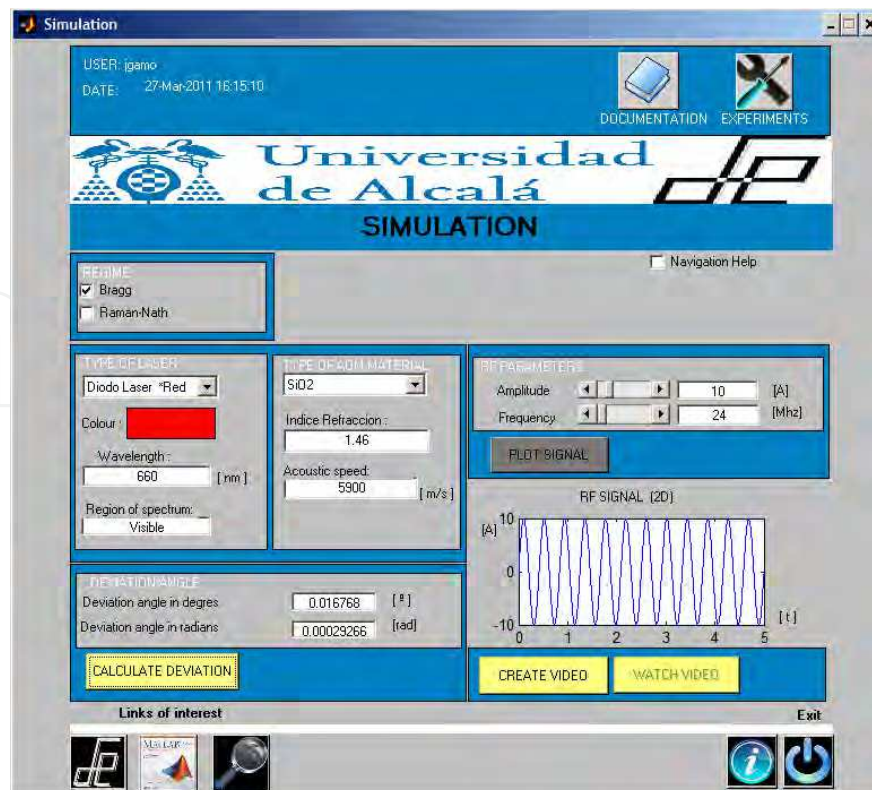 Simulation
USER: jgamo
DATE: 27-Mar-2011 16:15:10
DOCUMENTATION
EXPERIMENTS
Universidad
de Alcalá
SIMULATION
Navigation Help
REGIME
Bragg
Raman-Nath
TYPE OF LASER
Diodo Laser *Red
Colour :
Wavelength :
660 [nm]
Region of spectrum:
Visible
TYPE OF AOM MATERIAL
SiO2
Indice Refraccion :
1.46
Acoustic speed:
5900 [m/s]
RF PARAMETERS
Amplitude 10 [A]
Frequency 24 [Mhz]
PLOT SIGNAL
RF SIGNAL (2D)
[A]
10
0
-10
0 1 2 3 4 5
[t]
DEVIATION ANGLE
Deviation angle in degres 0.016768 [º]
Deviation angle in radians 0.00029266 [rad]
CALCULATE DEVIATION
CREATE VIDEO
WATCH VIDEO
Links of interest
Exit
MATLAB